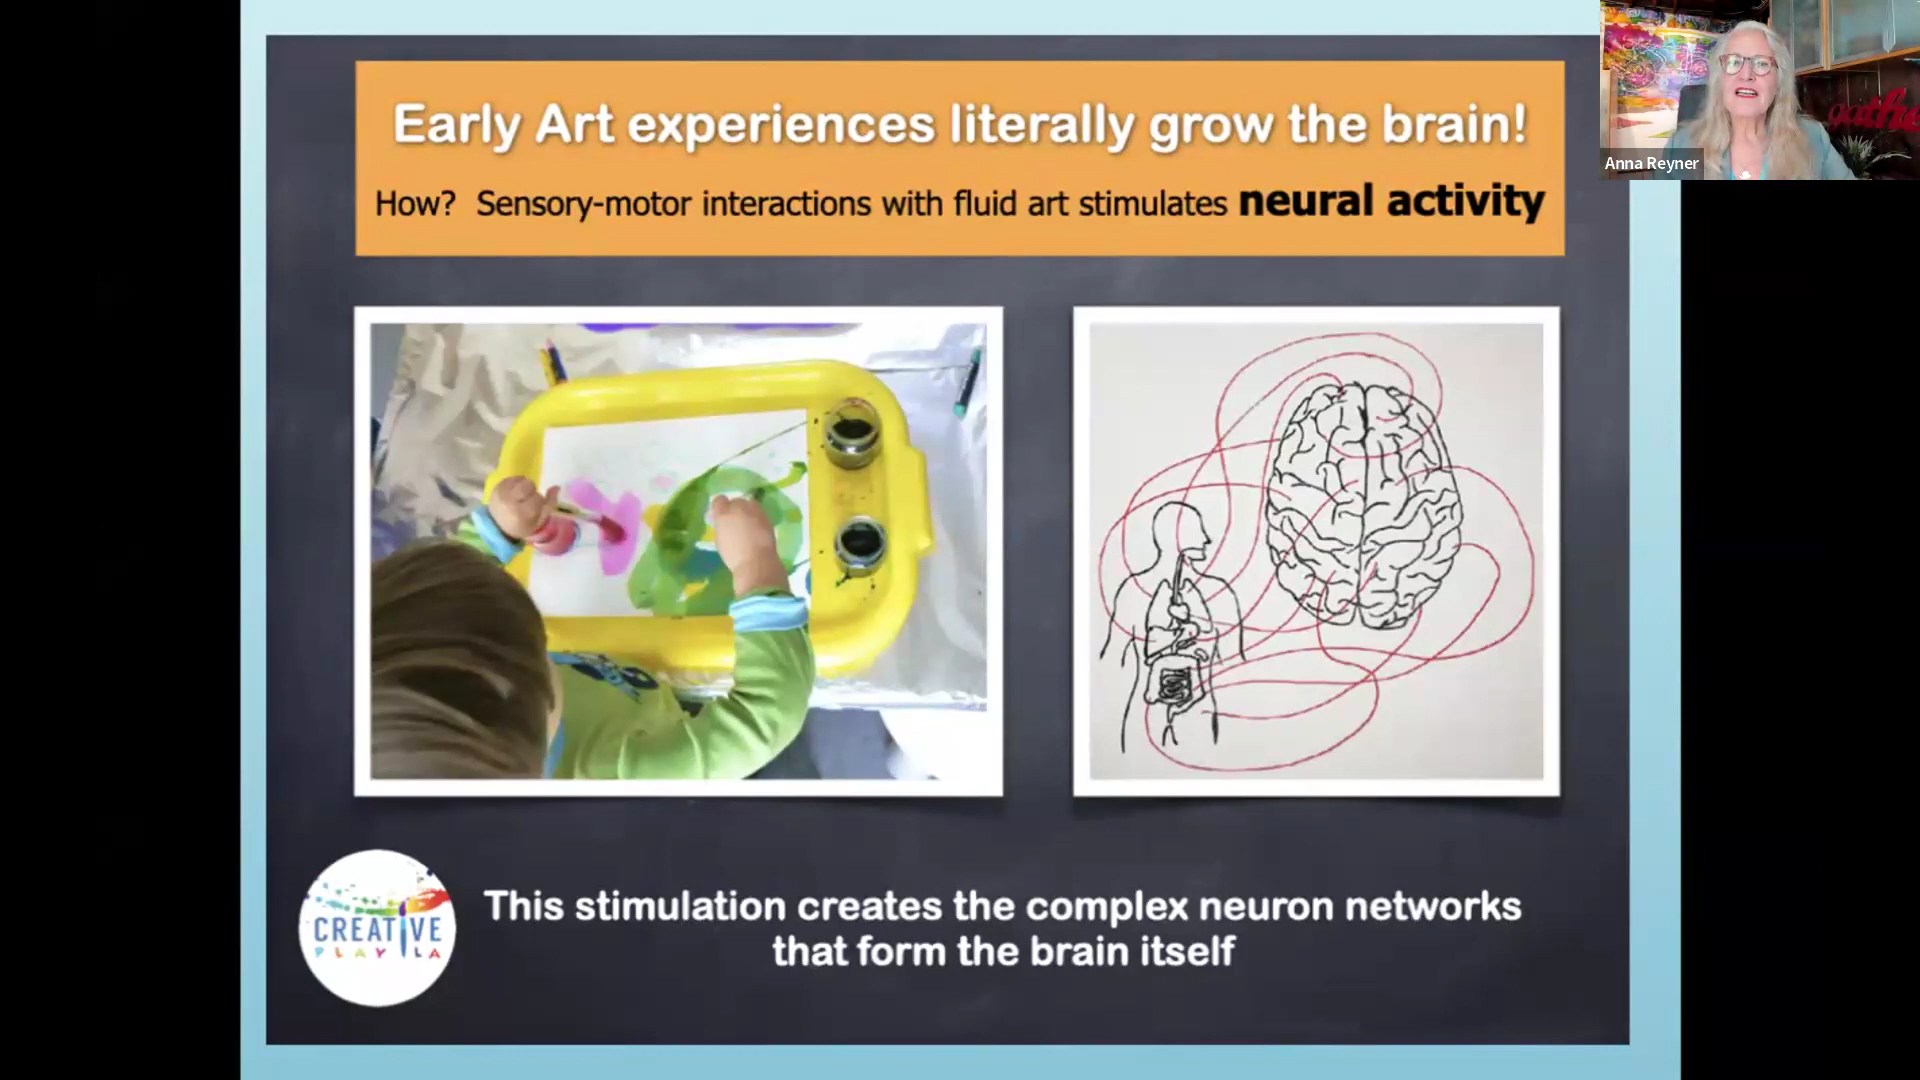 Early Art experiences literally grow the brain!
How? Sensory-motor interactions with fluid art stimulates neural activity
Anna Reyner
CREATIVE
PLAY LA
This stimulation creates the complex neuron networks
that form the brain itself